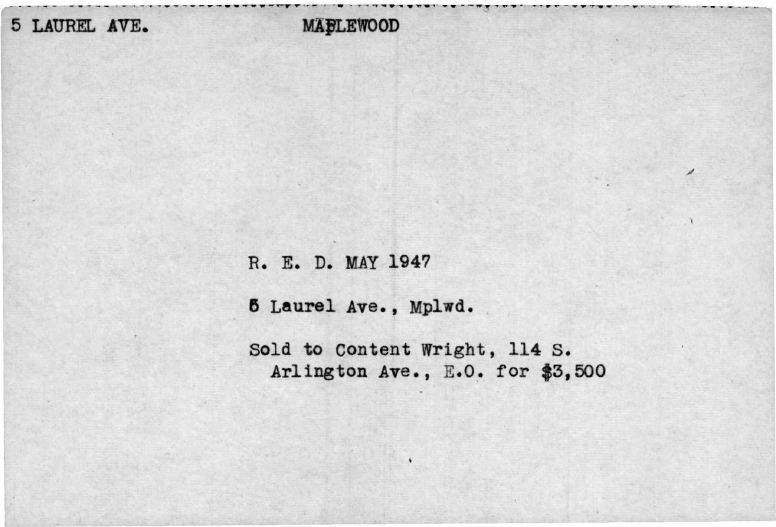 5 LAUREL AVE. MAPLEWOOD
R. E. D. MAY 1947
5 Laurel Ave., Mplwd.
Sold to Content Wright, 114 S.
Arlington Ave., E.O. for $3,500